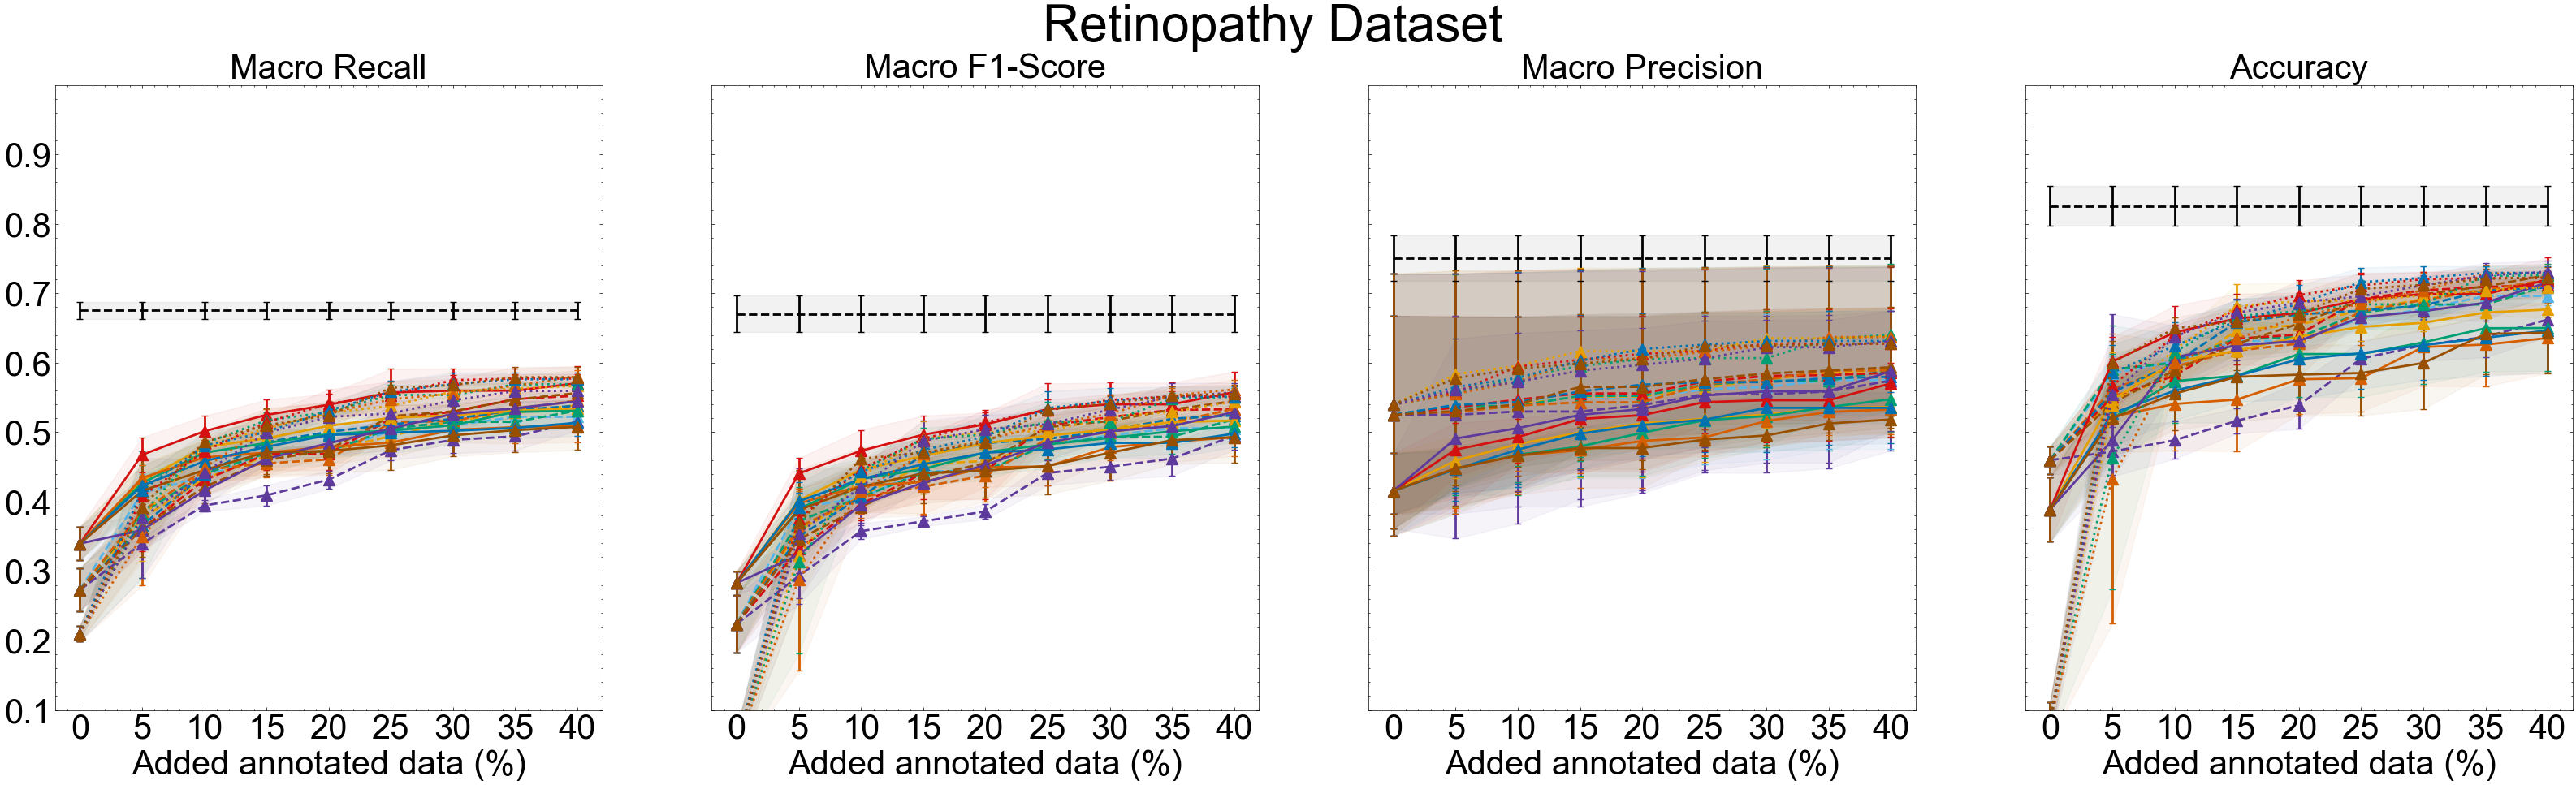 Retinopathy Dataset
Macro Recall
Macro F1-Score
Macro Precision
Accuracy
0.9
0.8
0.7
0.6
0.5
0.4
0.3
0.2
0.1
0 5 10 15 20 25 30 35 40
0 5 10 15 20 25 30 35 40
0 5 10 15 20 25 30 35 40
0 5 10 15 20 25 30 35 40
Added annotated data (%)
Added annotated data (%)
Added annotated data (%)
Added annotated data (%)